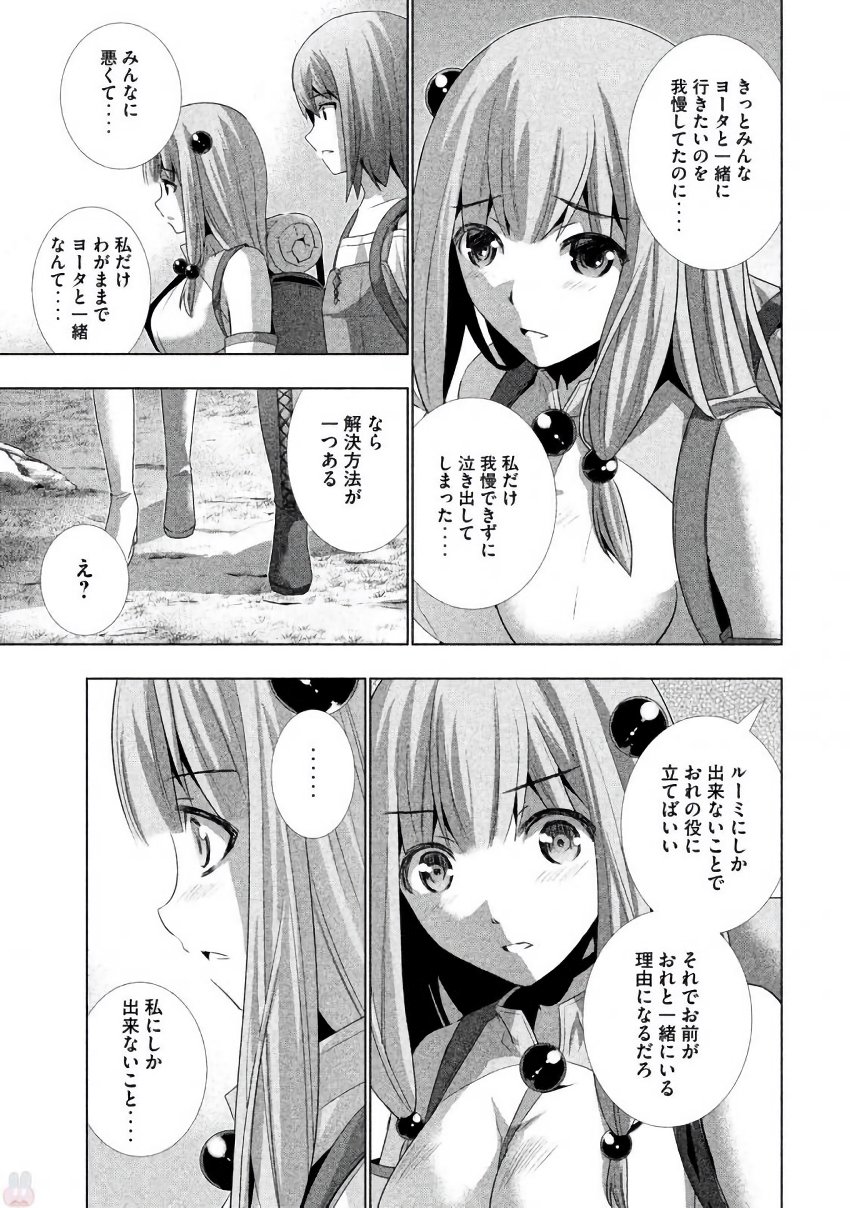 きっとみんな
ヨータと一緒に
行きたいのを
我慢してたのに
‥‥
私だけ
我慢できずに
泣き出して
しまった‥‥
みんなに
悪くて‥‥
私だけ
わがままで
ヨータと一緒
なんて‥‥
なら
解決方法が
一つある
え?
ルーミにしか
出来ないことで
おれの役に
立てばいい
それでお前が
おれと一緒にいる
理由になるだろ
‥‥‥
私にしか
出来ないこと
‥‥